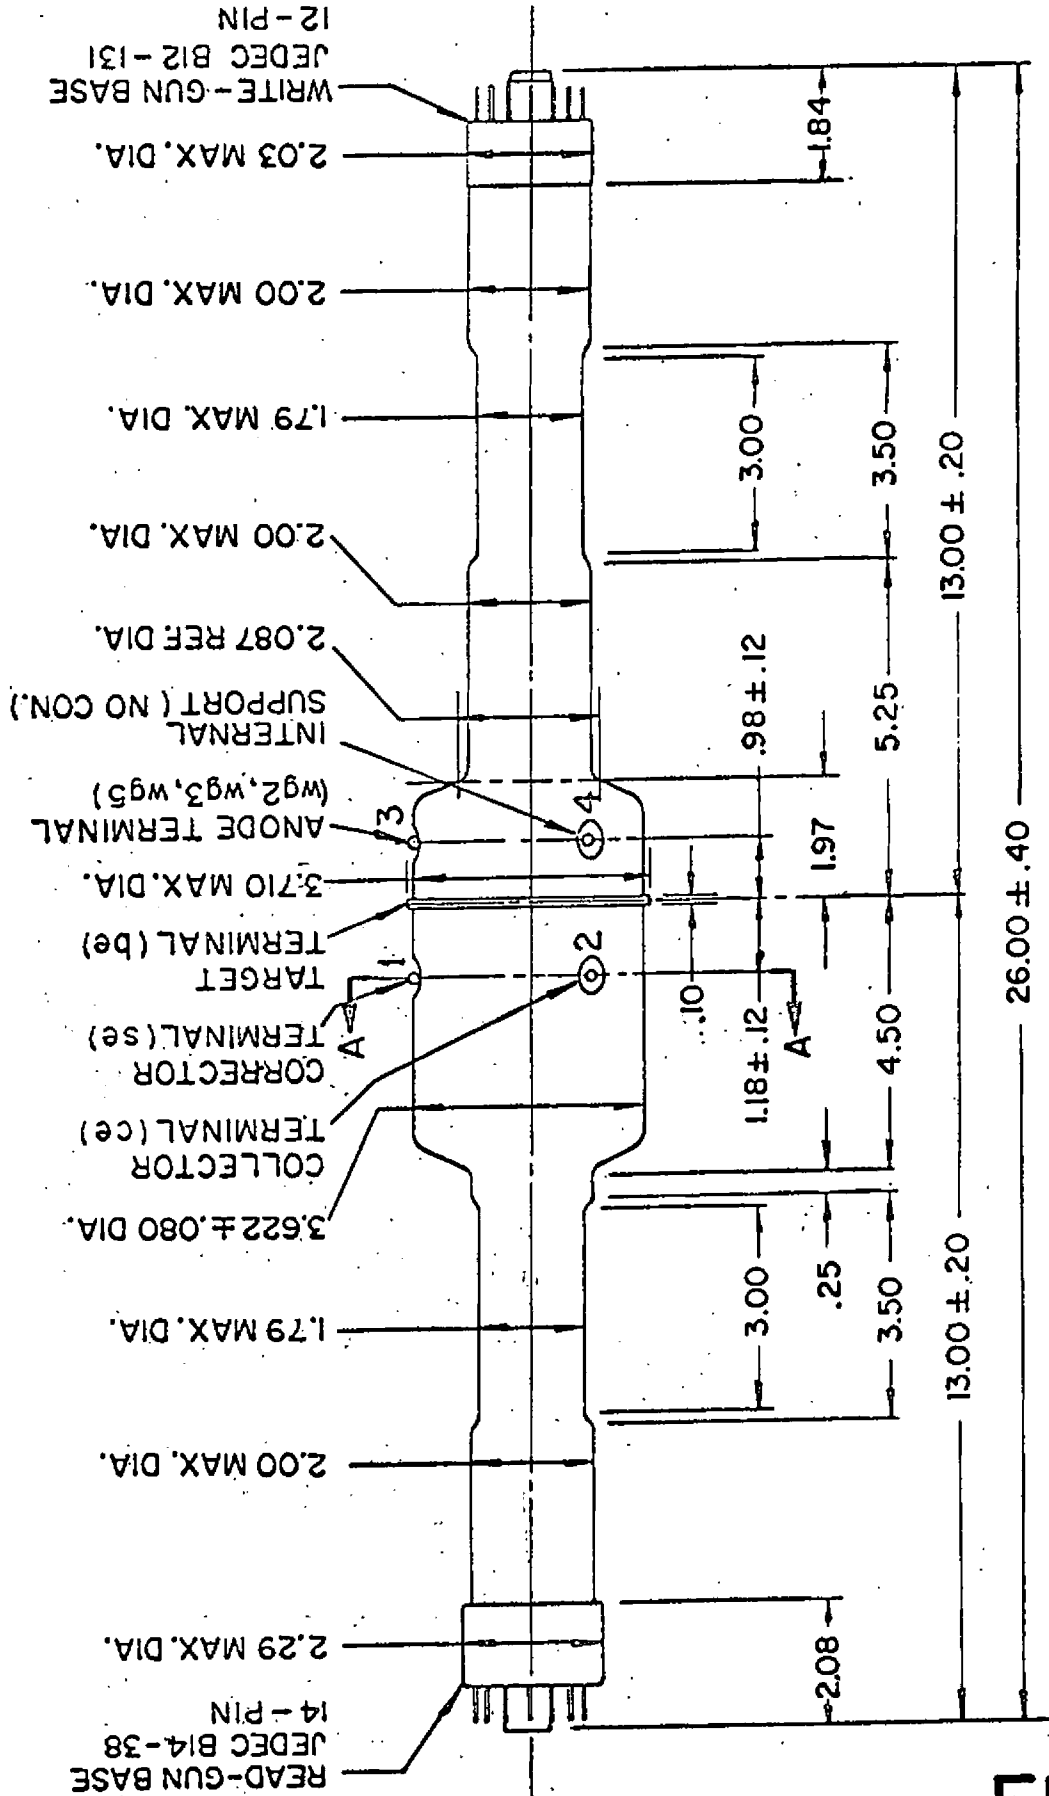 READ-GUN BASE
JEDEC B14-38
14-PIN
2.29 MAX. DIA.
2.00 MAX. DIA.
1.79 MAX. DIA.
3.622±.080 DIA.
COLLECTOR
TERMINAL (ce)
CORRECTOR
TERMINAL (se)
TARGET
TERMINAL (be)
3.710 MAX. DIA.
ANODE TERMINAL
(wg2, wg3, wg5)
INTERNAL
SUPPORT (NO CON.)
2.087 REF. DIA.
2.00 MAX. DIA.
1.79 MAX. DIA.
2.00 MAX. DIA.
2.03 MAX. DIA.
WRITE-GUN BASE
JEDEC B12-131
12-PIN
A
1
3
2
4
A
.10
3.00
1.18±.12
.98±.12
3.00
2.08
.25
1.97
1.84
3.50
4.50
5.25
3.50
13.00±.20
13.00±.20
26.00±.40